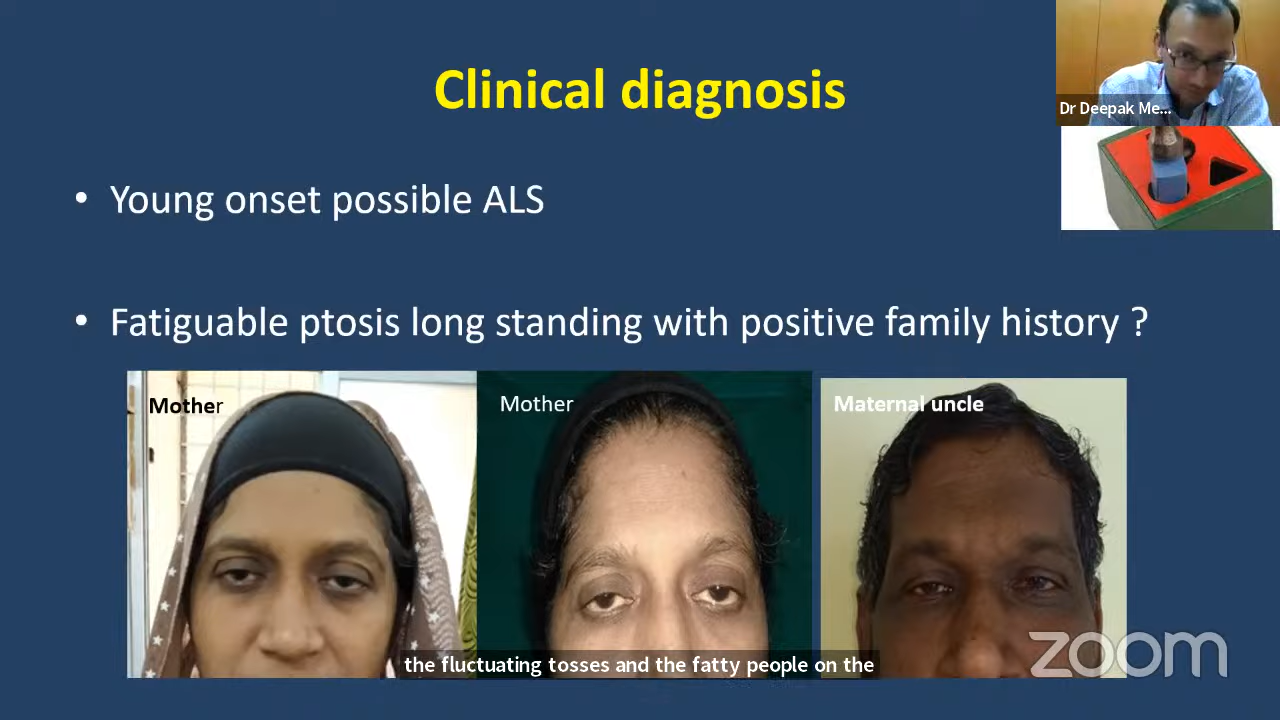 Clinical diagnosis
Dr Deepak Me...
• Young onset possible ALS
• Fatiguable ptosis long standing with positive family history ?
Mother
Mother
Maternal uncle
zoom
the fluctuating tosses and the fatty people on the